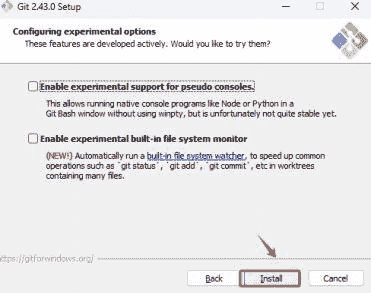 Git 2.43.0 Setup
Configuring experimental options
These features are developed actively. Would you like to try them?
Enable experimental support for pseudo consoles.
This allows running native console programs like Node or Python in a
Git Bash window without using winpty, but is unfortunately not quite stable yet.
Enable experimental built-in file system monitor
(NEW!) Automatically run a built-in file system watcher, to speed up common
operations such as `git status`, `git add`, `git commit`, etc in worktrees
containing many files.
https://gitforwindows.org/
Back Install Cancel